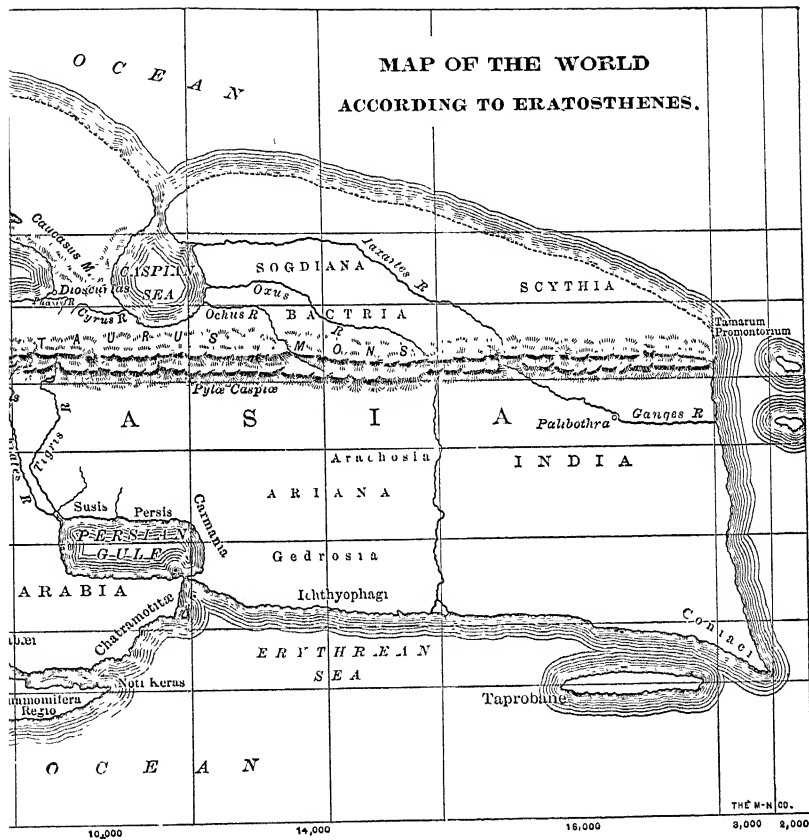 OCEAN
MAP OF THE WORLD
ACCORDING TO ERATOSTHENES.
Caucasus M.
CASPIAN
SEA
Dioscurias
Phasis R
Cyrus R
SOGDIANA
Iaxartes R
SCYTHIA
Oxus
R
Ochus R
BACTRIA
Tamarum
Promontorium
TAURUS
MONS
Pylæ Caspiæ
ASIA
Palibothra
Ganges R
Tigris R
R
Arachosia
INDIA
ARIANA
Susis
Persis
Carmania
PERSIAN
GULF
Gedrosia
ARABIA
Ichthyophagi
Chatramotitæ
Coniaci
ERYTHRÆAN
SEA
Noti Keras
Regio
Taprobane
OCEAN
THE M-N CO.
10,000
14,000
16,000
3,000
2,000